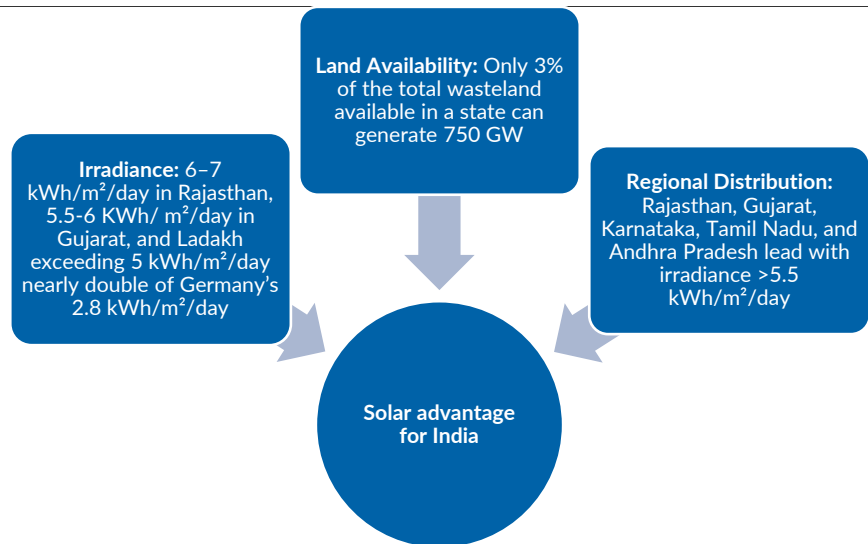 Land Availability: Only 3%
of the total wasteland
available in a state can
generate 750 GW
Irradiance: 6–7
kWh/m²/day in Rajasthan,
5.5-6 KWh/ m²/day in
Gujarat, and Ladakh
exceeding 5 kWh/m²/day
nearly double of Germany’s
2.8 kWh/m²/day
Regional Distribution:
Rajasthan, Gujarat,
Karnataka, Tamil Nadu, and
Andhra Pradesh lead with
irradiance >5.5
kWh/m²/day
Solar advantage
for India